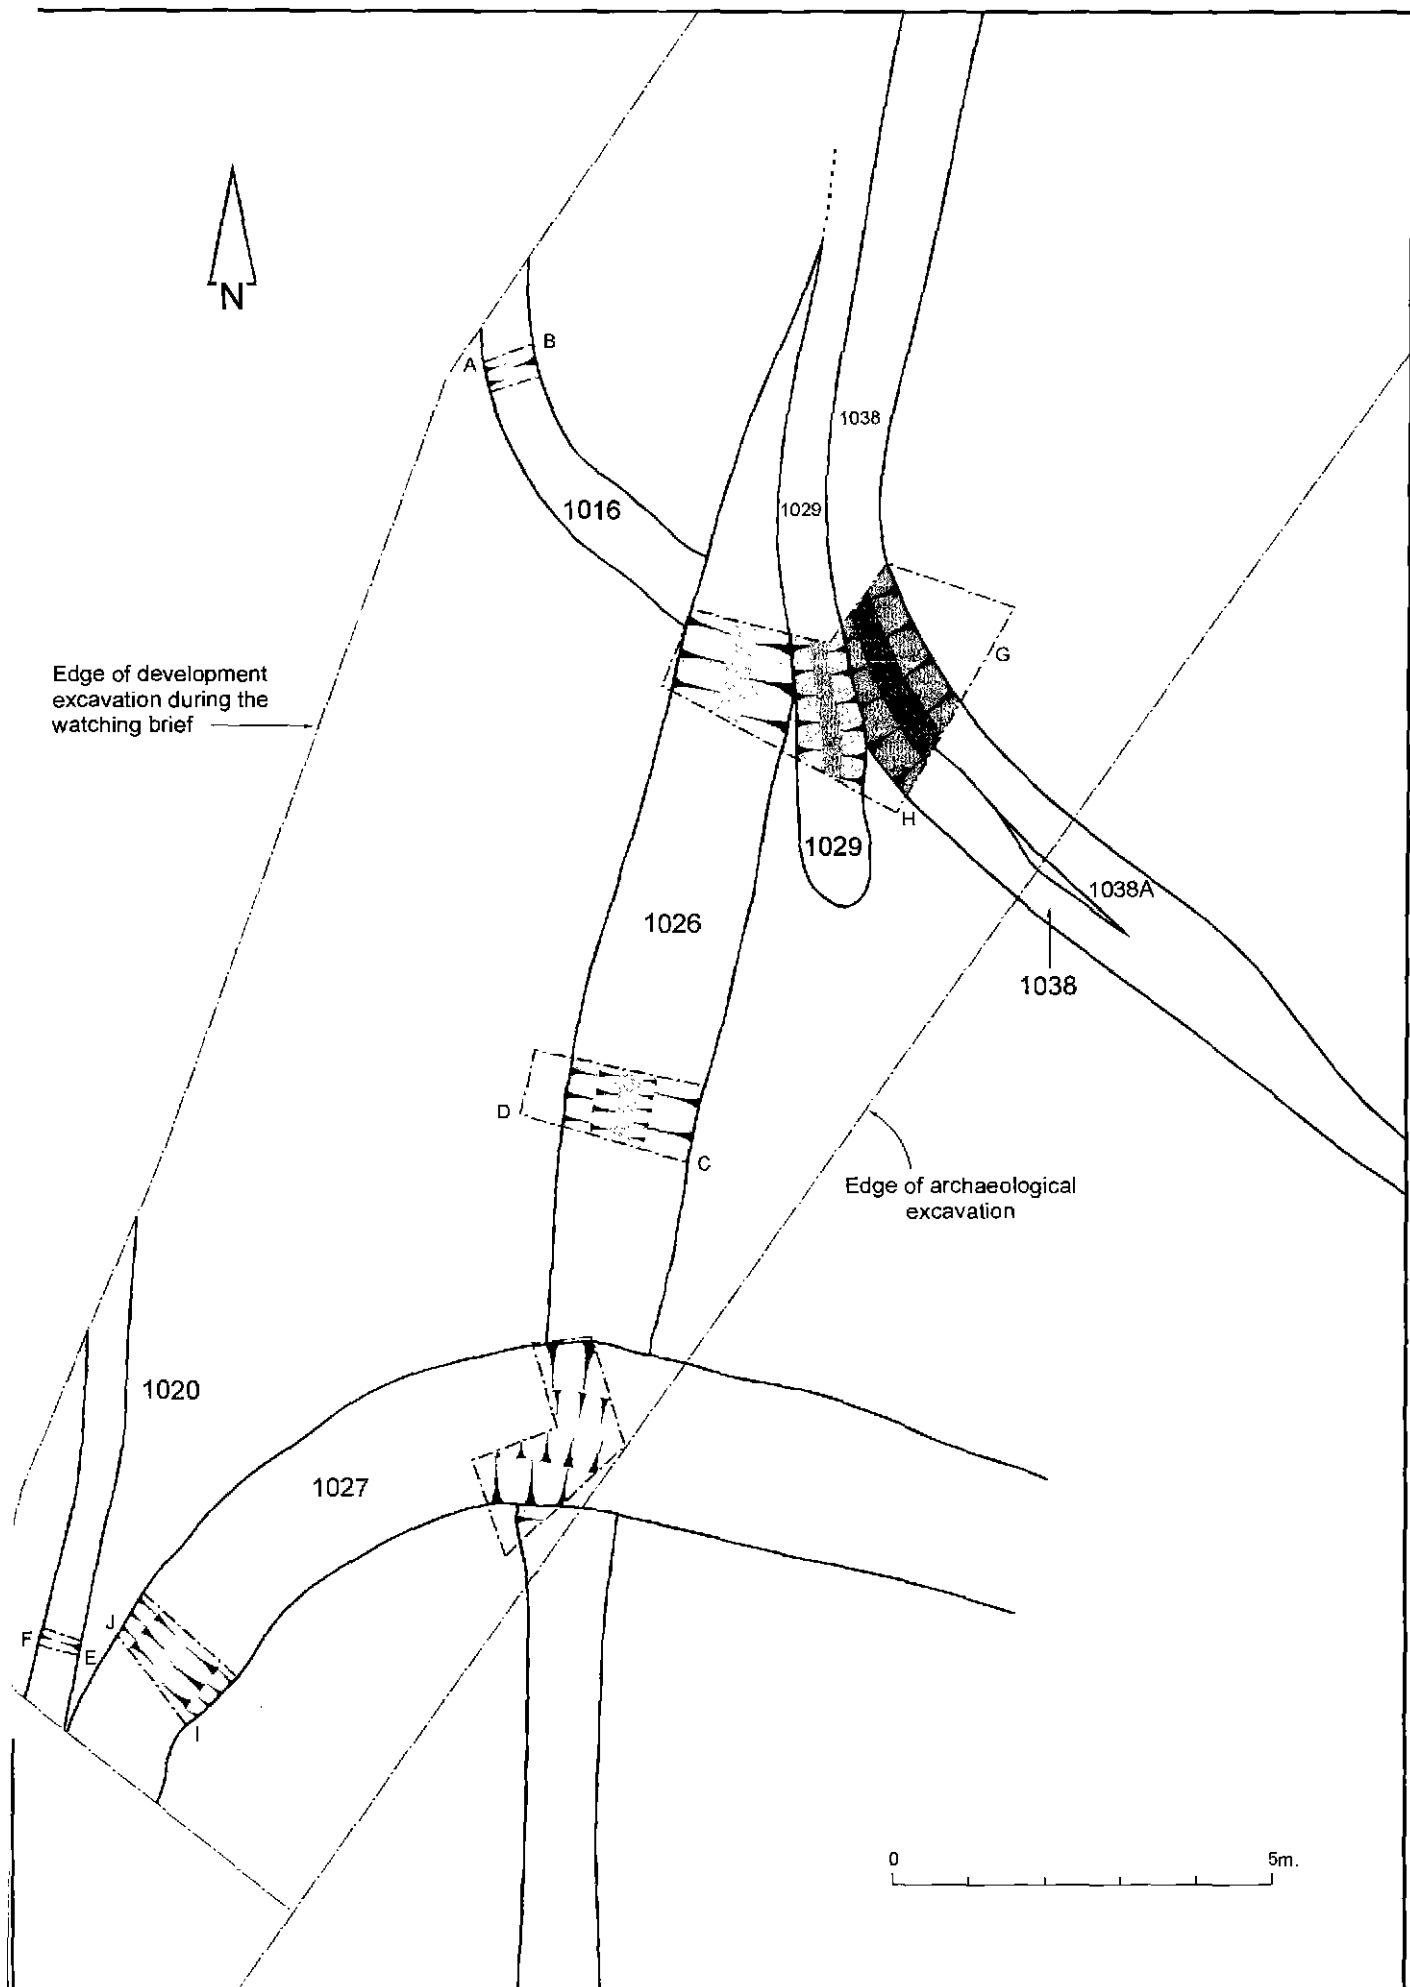 N
A
B
1016
1029
1038
G
Edge of development
excavation during the
watching brief
H
1029
1038A
1026
1038
D
C
Edge of archaeological
excavation
1020
1027
F
E
J
I
0
5m.